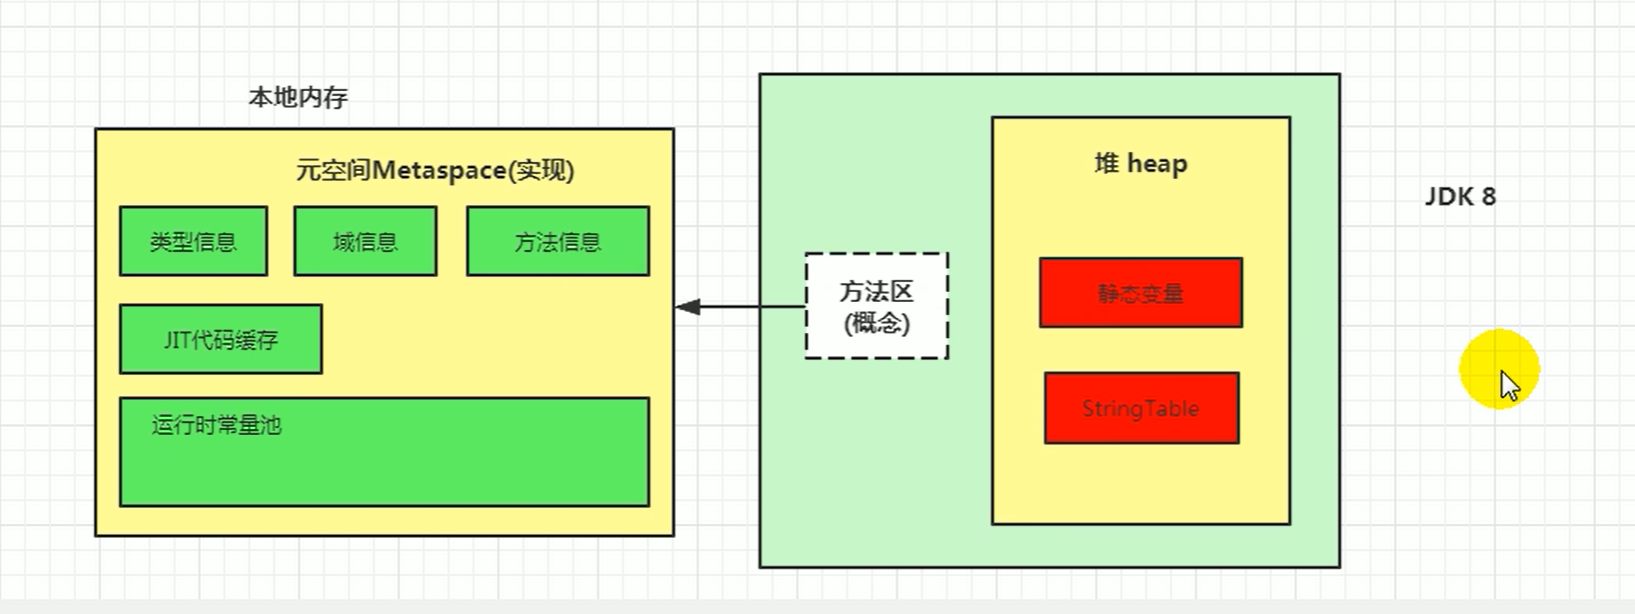 本地内存
元空间Metaspace(实现)
类型信息
域信息
方法信息
JIT代码缓存
运行时常量池
方法区
(概念)
堆 heap
静态变量
StringTable
JDK 8